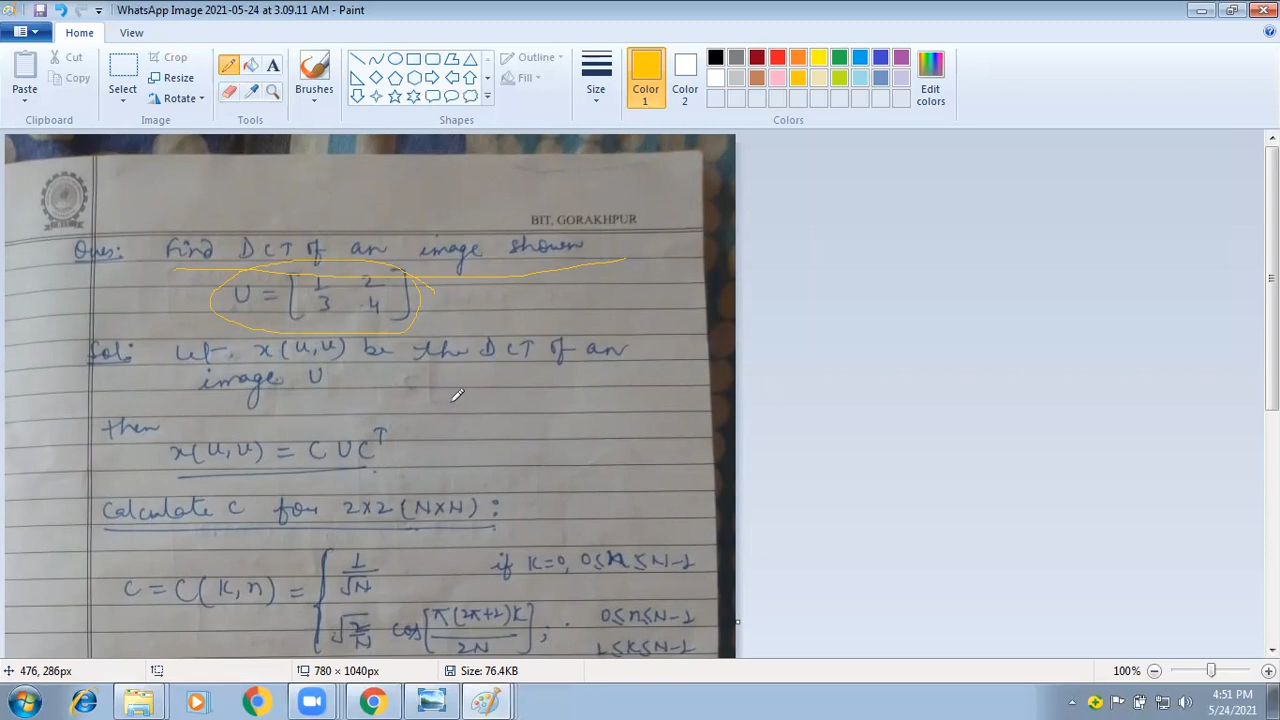 WhatsApp Image 2021-05-24 at 3.09.11 AM - Paint
Home View
Paste
Cut
Copy
Clipboard
Select
Crop
Resize
Rotate
Image
A
Tools
Brushes
Shapes
Outline
Fill
Size
Color 1
Color 2
Edit colors
Colors
BIT, GORAKHPUR
Ques: Find DCT of an image shown
U = [ 1 2
3 4 ]
Sol: Let x(u,v) be the DCT of an
image U
then
x(u,v) = C U C^T
Calculate C for 2x2 (N×N) :
C = C(k,n) = { 1/√N if K=0, 0≤n≤N-1
√2/N cos[π(2n+1)k/2N] ; 0≤n≤N-1
1≤k≤N-1
476, 286px
780 × 1040px
Size: 76.4KB
100%
4:51 PM
5/24/2021